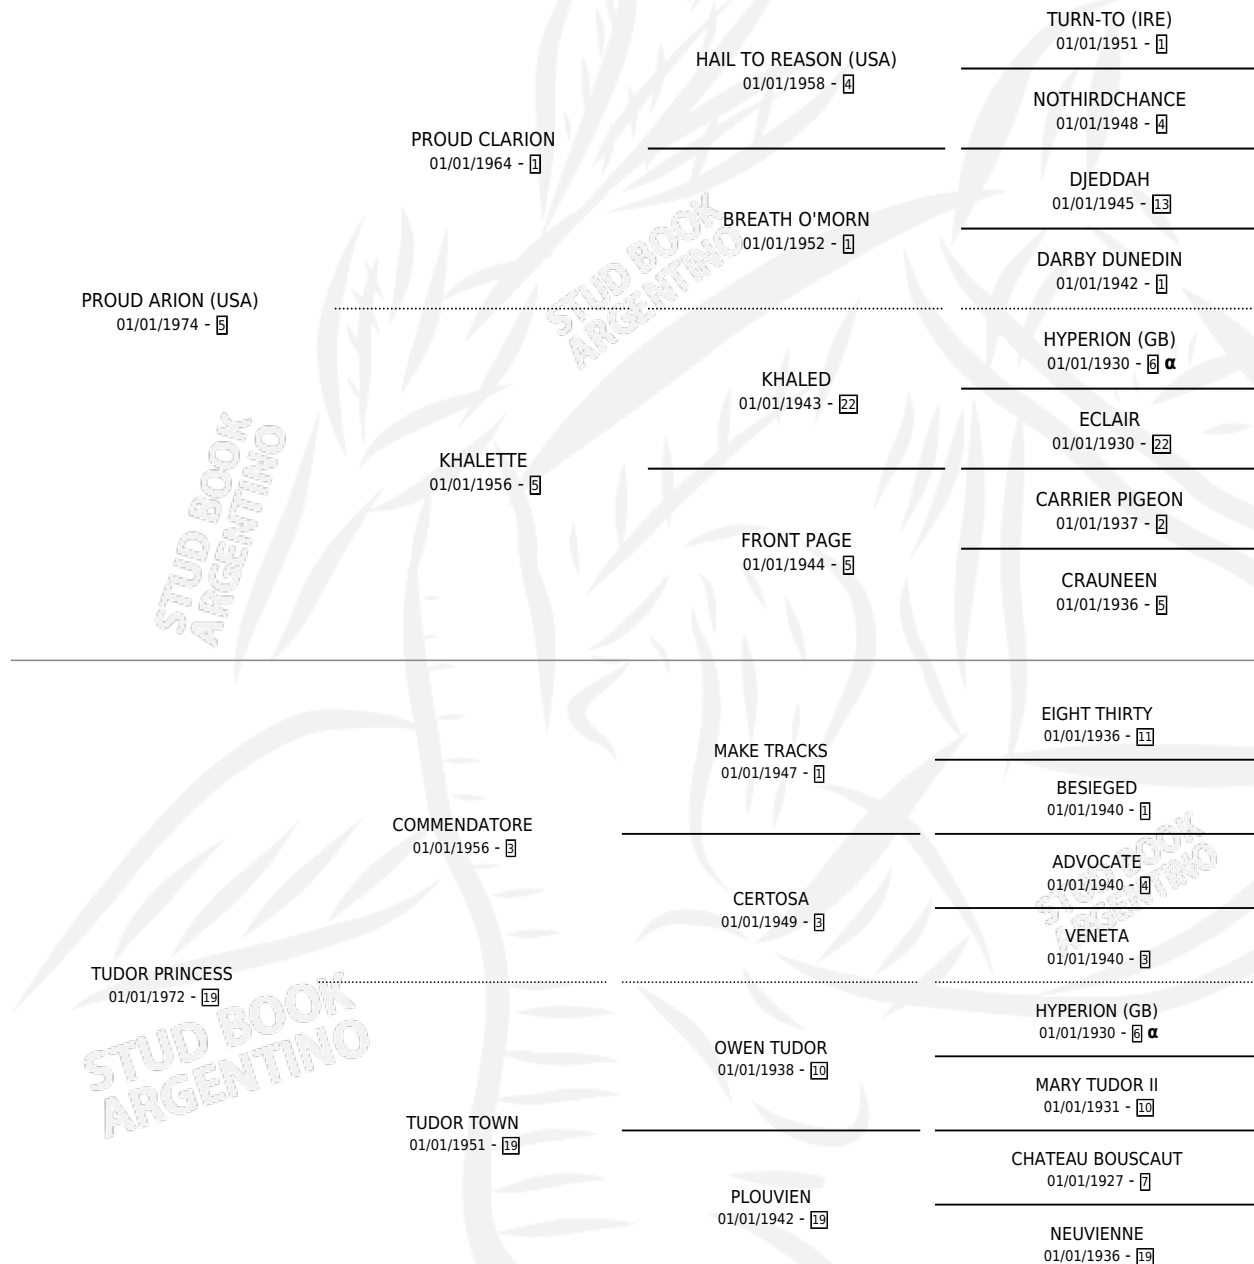 TURN-TO (IRE)
01/01/1951 - 1
HAIL TO REASON (USA)
01/01/1958 - 4
NOTHIRDCHANCE
01/01/1948 - 4
PROUD CLARION
01/01/1964 - 1
DJEDDAH
01/01/1945 - 13
BREATH O'MORN
01/01/1952 - 1
DARBY DUNEDIN
01/01/1942 - 1
STUD BOOK
ARGENTINO
PROUD ARION (USA)
01/01/1974 - 5
HYPERION (GB)
01/01/1930 - 6 α
KHALED
01/01/1943 - 22
ECLAIR
01/01/1930 - 22
KHALETTE
01/01/1956 - 5
CARRIER PIGEON
01/01/1937 - 2
FRONT PAGE
01/01/1944 - 5
CRAUNEEN
01/01/1936 - 5
STUD BOOK
ARGENTINO
EIGHT THIRTY
01/01/1936 - 11
MAKE TRACKS
01/01/1947 - 1
BESIEGED
01/01/1940 - 1
COMMENDATORE
01/01/1956 - 3
ADVOCATE
01/01/1940 - 4
CERTOSA
01/01/1949 - 3
VENETA
01/01/1940 - 3
STUD BOOK
ARGENTINO
TUDOR PRINCESS
01/01/1972 - 19
HYPERION (GB)
01/01/1930 - 6 α
OWEN TUDOR
01/01/1938 - 10
MARY TUDOR II
01/01/1931 - 10
STUD BOOK
ARGENTINO
TUDOR TOWN
01/01/1951 - 19
CHATEAU BOUSCAUT
01/01/1927 - 7
PLOUVIEN
01/01/1942 - 19
NEUVIENNE
01/01/1936 - 19